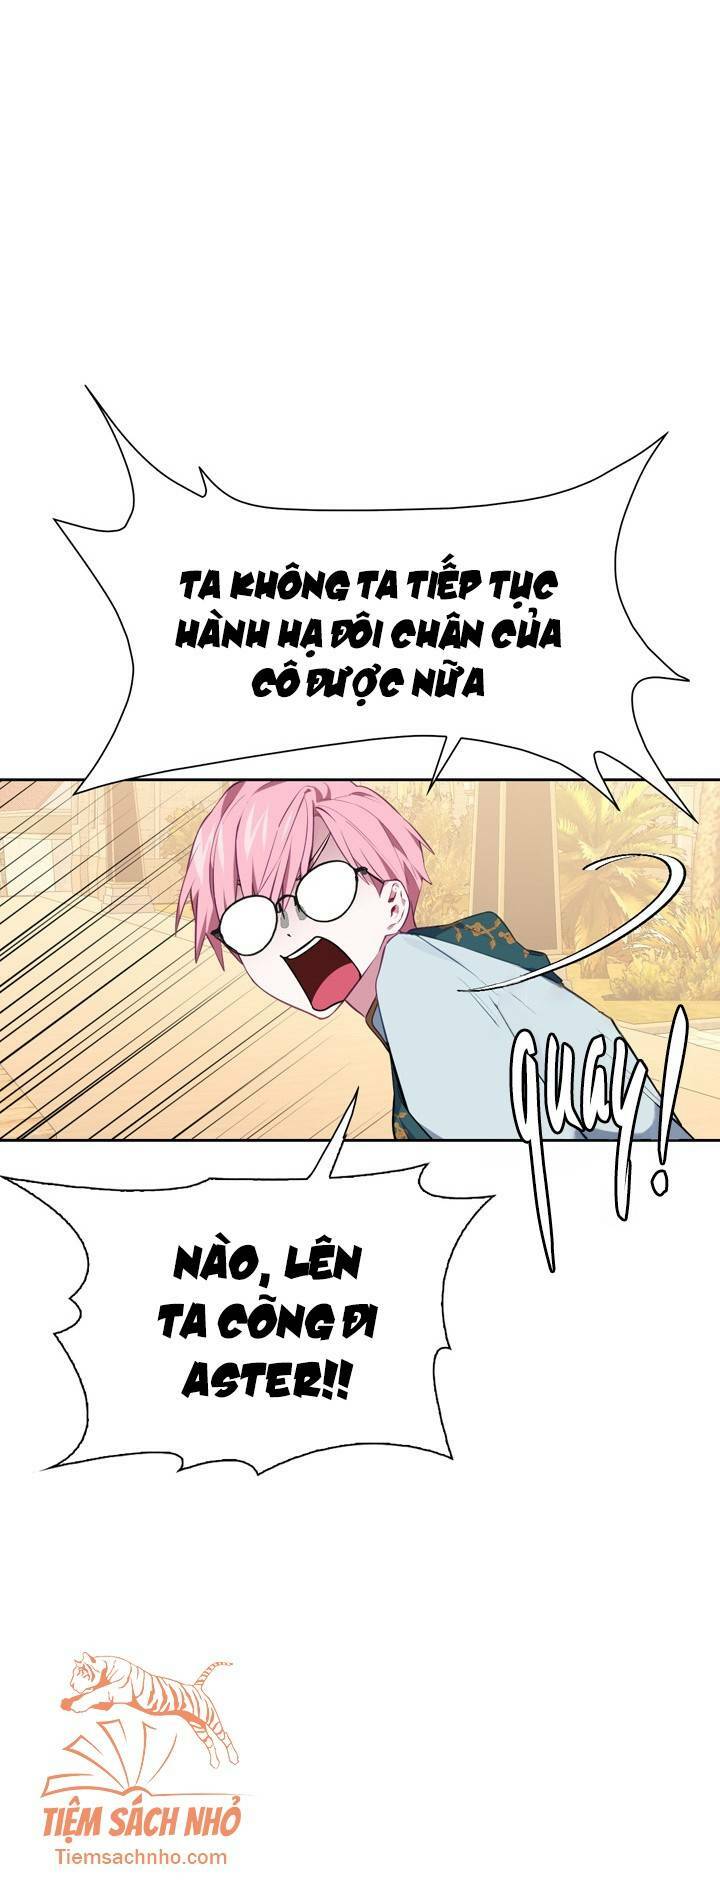 TA KHÔNG TA TIẾP TỤC
HÀNH HẠ ĐÔI CHÂN CỦA
CÔ ĐƯỢC NỮA
QUAY!
NÀO, LÊN
TA CÕNG ĐI
ASTER!!
TIỆM SÁCH NHỎ
Tiemsachnho.com